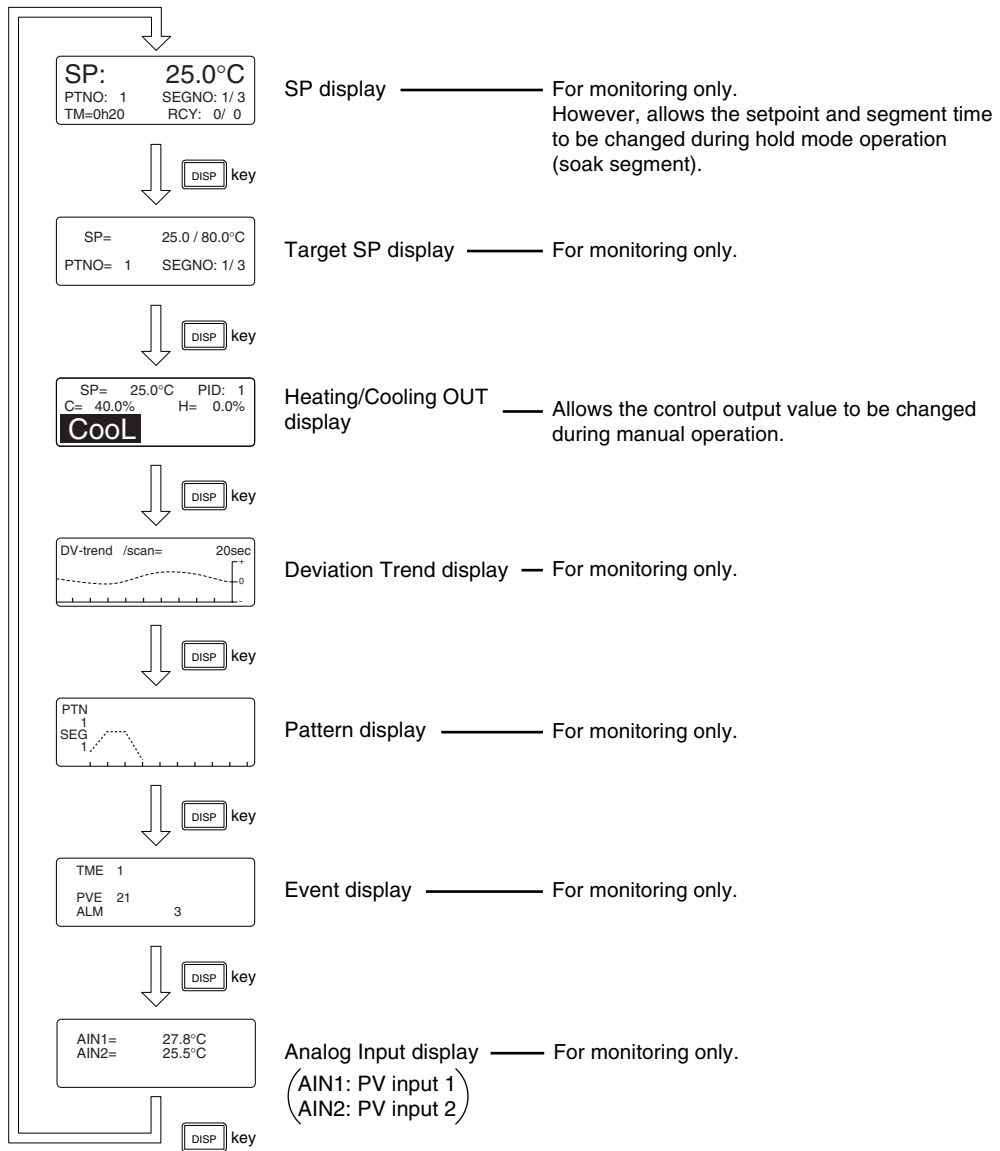 SP: 25.0°C
PTNO: 1 SEGNO: 1/ 3
TM=0h20 RCY: 0/ 0
SP display For monitoring only.
However, allows the setpoint and segment time
to be changed during hold mode operation
(soak segment).
DISP key
SP= 25.0 / 80.0°C
PTNO= 1 SEGNO: 1/ 3
Target SP display For monitoring only.
DISP key
SP= 25.0°C PID: 1
C= 40.0% H= 0.0%
CooL
Heating/Cooling OUT
display
Allows the control output value to be changed
during manual operation.
DISP key
DV-trend /scan= 20sec
+
0
-
Deviation Trend display For monitoring only.
DISP key
PTN
1
SEG
1
Pattern display For monitoring only.
DISP key
TME 1
PVE 21
ALM 3
Event display For monitoring only.
DISP key
AIN1= 27.8°C
AIN2= 25.5°C
Analog Input display For monitoring only.
(AIN1: PV input 1
AIN2: PV input 2)
DISP key